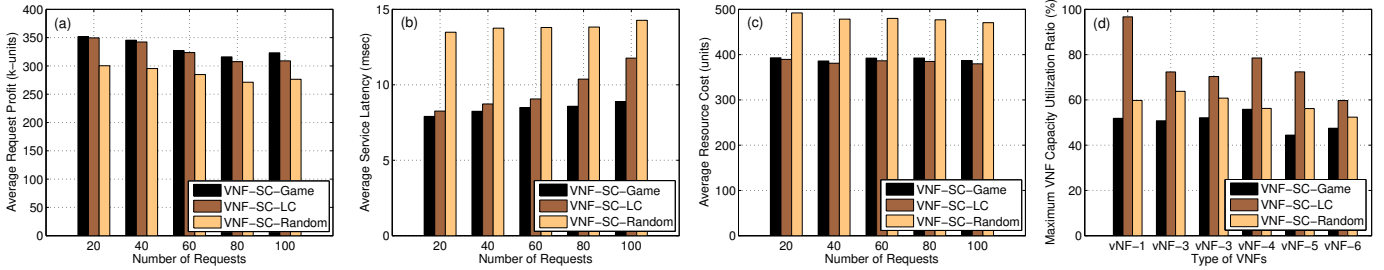 (a)
Average Request Profit (k−units)
400
350
300
250
200
150
100
050
0
VNF−SC−Game
VNF−SC−LC
VNF−SC−Random
20 40 60 80 100
Number of Requests
(b)
Average Service Latency (msec)
15
10
5
0
VNF−SC−Game
VNF−SC−LC
VNF−SC−Random
20 40 60 80 100
Number of Requests
(c)
Average Resource Cost (units)
500
400
300
200
100
0
VNF−SC−Game
VNF−SC−LC
VNF−SC−Random
20 40 60 80 100
Number of Requests
(d)
Maximum VNF Capacity Utilization Ratio (%)
100
80
60
40
20
0
VNF−SC−Game
VNF−SC−LC
VNF−SC−Random
vNF−1 vNF−3 vNF−3 vNF−4 vNF−5 vNF−6
Type of VNFs